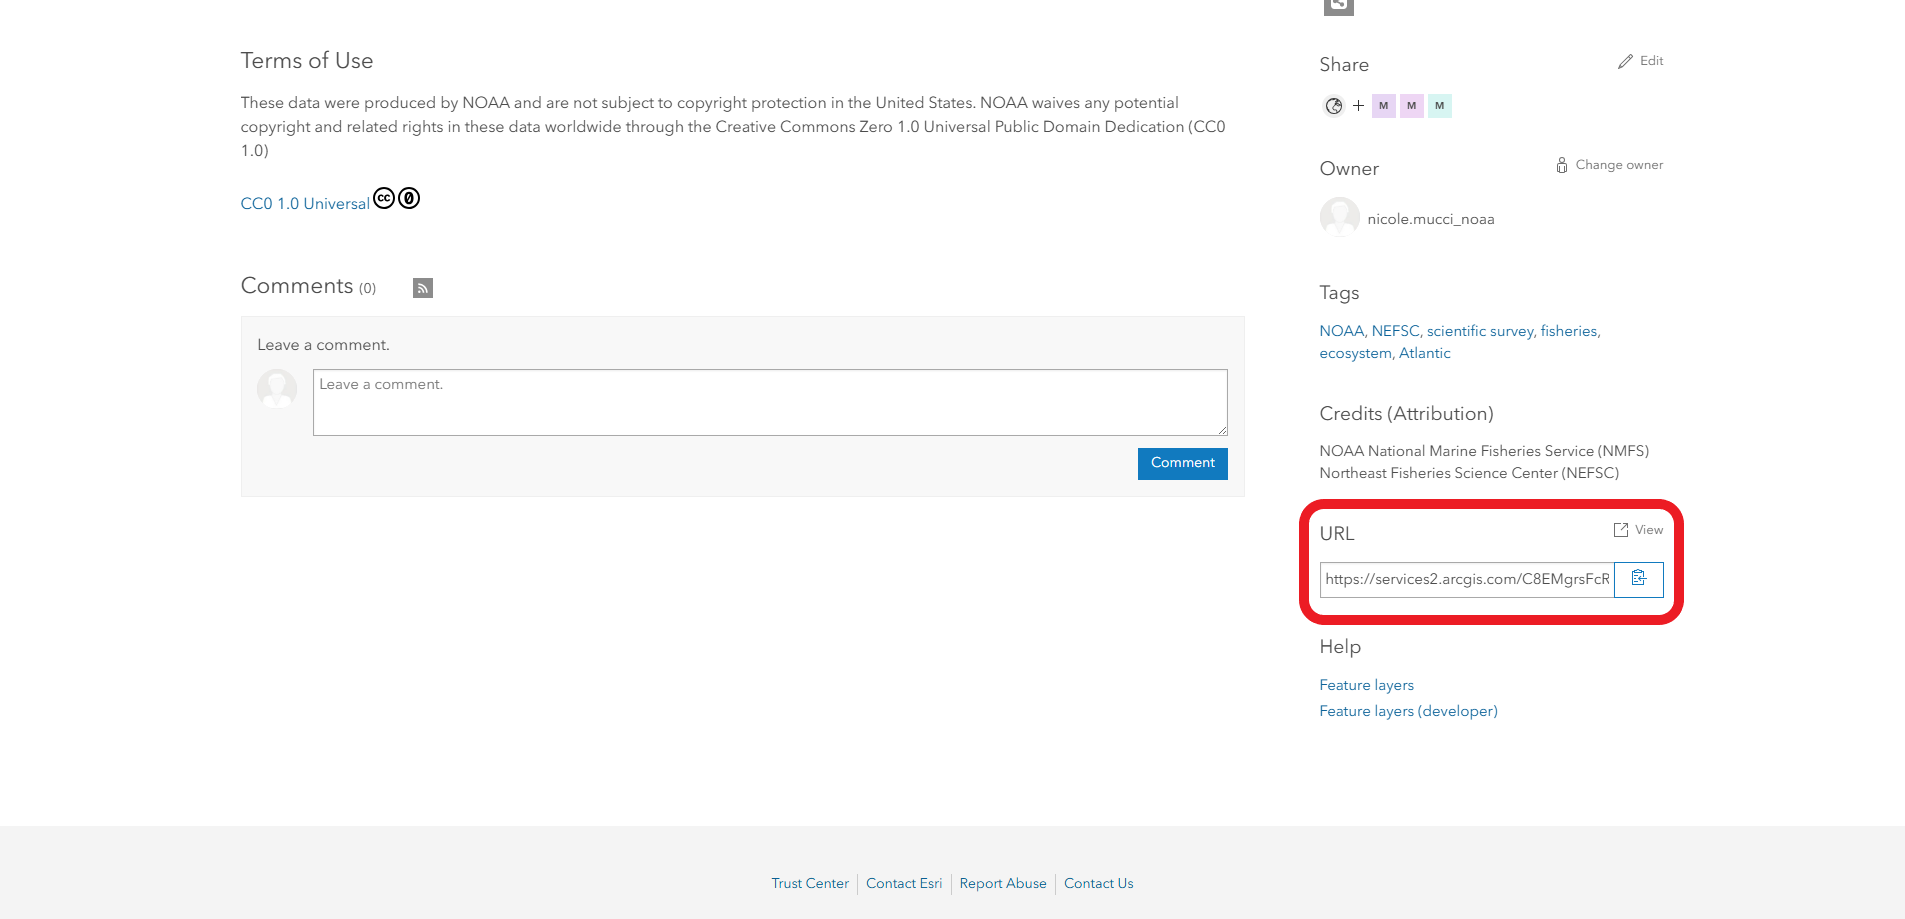 Terms of Use
These data were produced by NOAA and are not subject to copyright protection in the United States. NOAA waives any potential
copyright and related rights in these data worldwide through the Creative Commons Zero 1.0 Universal Public Domain Dedication (CC0
1.0)
CC0 1.0 Universal cc 0
Comments (0)
Leave a comment.
Leave a comment.
Comment
Share
Edit
+ M M M
Owner
Change owner
nicole.mucci_noaa
Tags
NOAA, NEFSC, scientific survey, fisheries,
ecosystem, Atlantic
Credits (Attribution)
NOAA National Marine Fisheries Service (NMFS)
Northeast Fisheries Science Center (NEFSC)
URL
View
https://services2.arcgis.com/C8EMgrsFcR
Help
Feature layers
Feature layers (developer)
Trust Center Contact Esri Report Abuse Contact Us